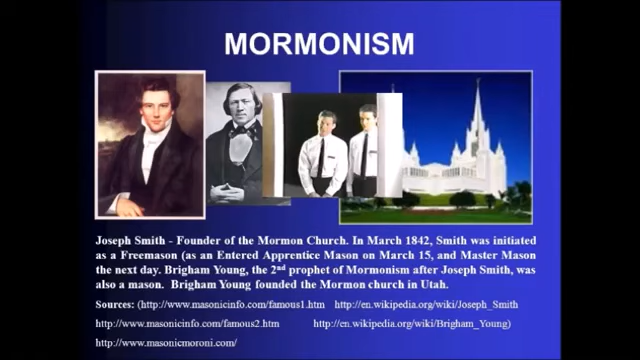 MORMONISM
Joseph Smith - Founder of the Mormon Church. In March 1842, Smith was initiated
as a Freemason (as an Entered Apprentice Mason on March 15, and Master Mason
the next day. Brigham Young, the 2nd prophet of Mormonism after Joseph Smith, was
also a mason. Brigham Young founded the Mormon church in Utah.
Sources: (http://www.masonicinfo.com/famous1.htm http://en.wikipedia.org/wiki/Joseph_Smith
http://www.masonicinfo.com/famous2.htm http://en.wikipedia.org/wiki/Brigham_Young)
http://www.masonicmoroni.com/